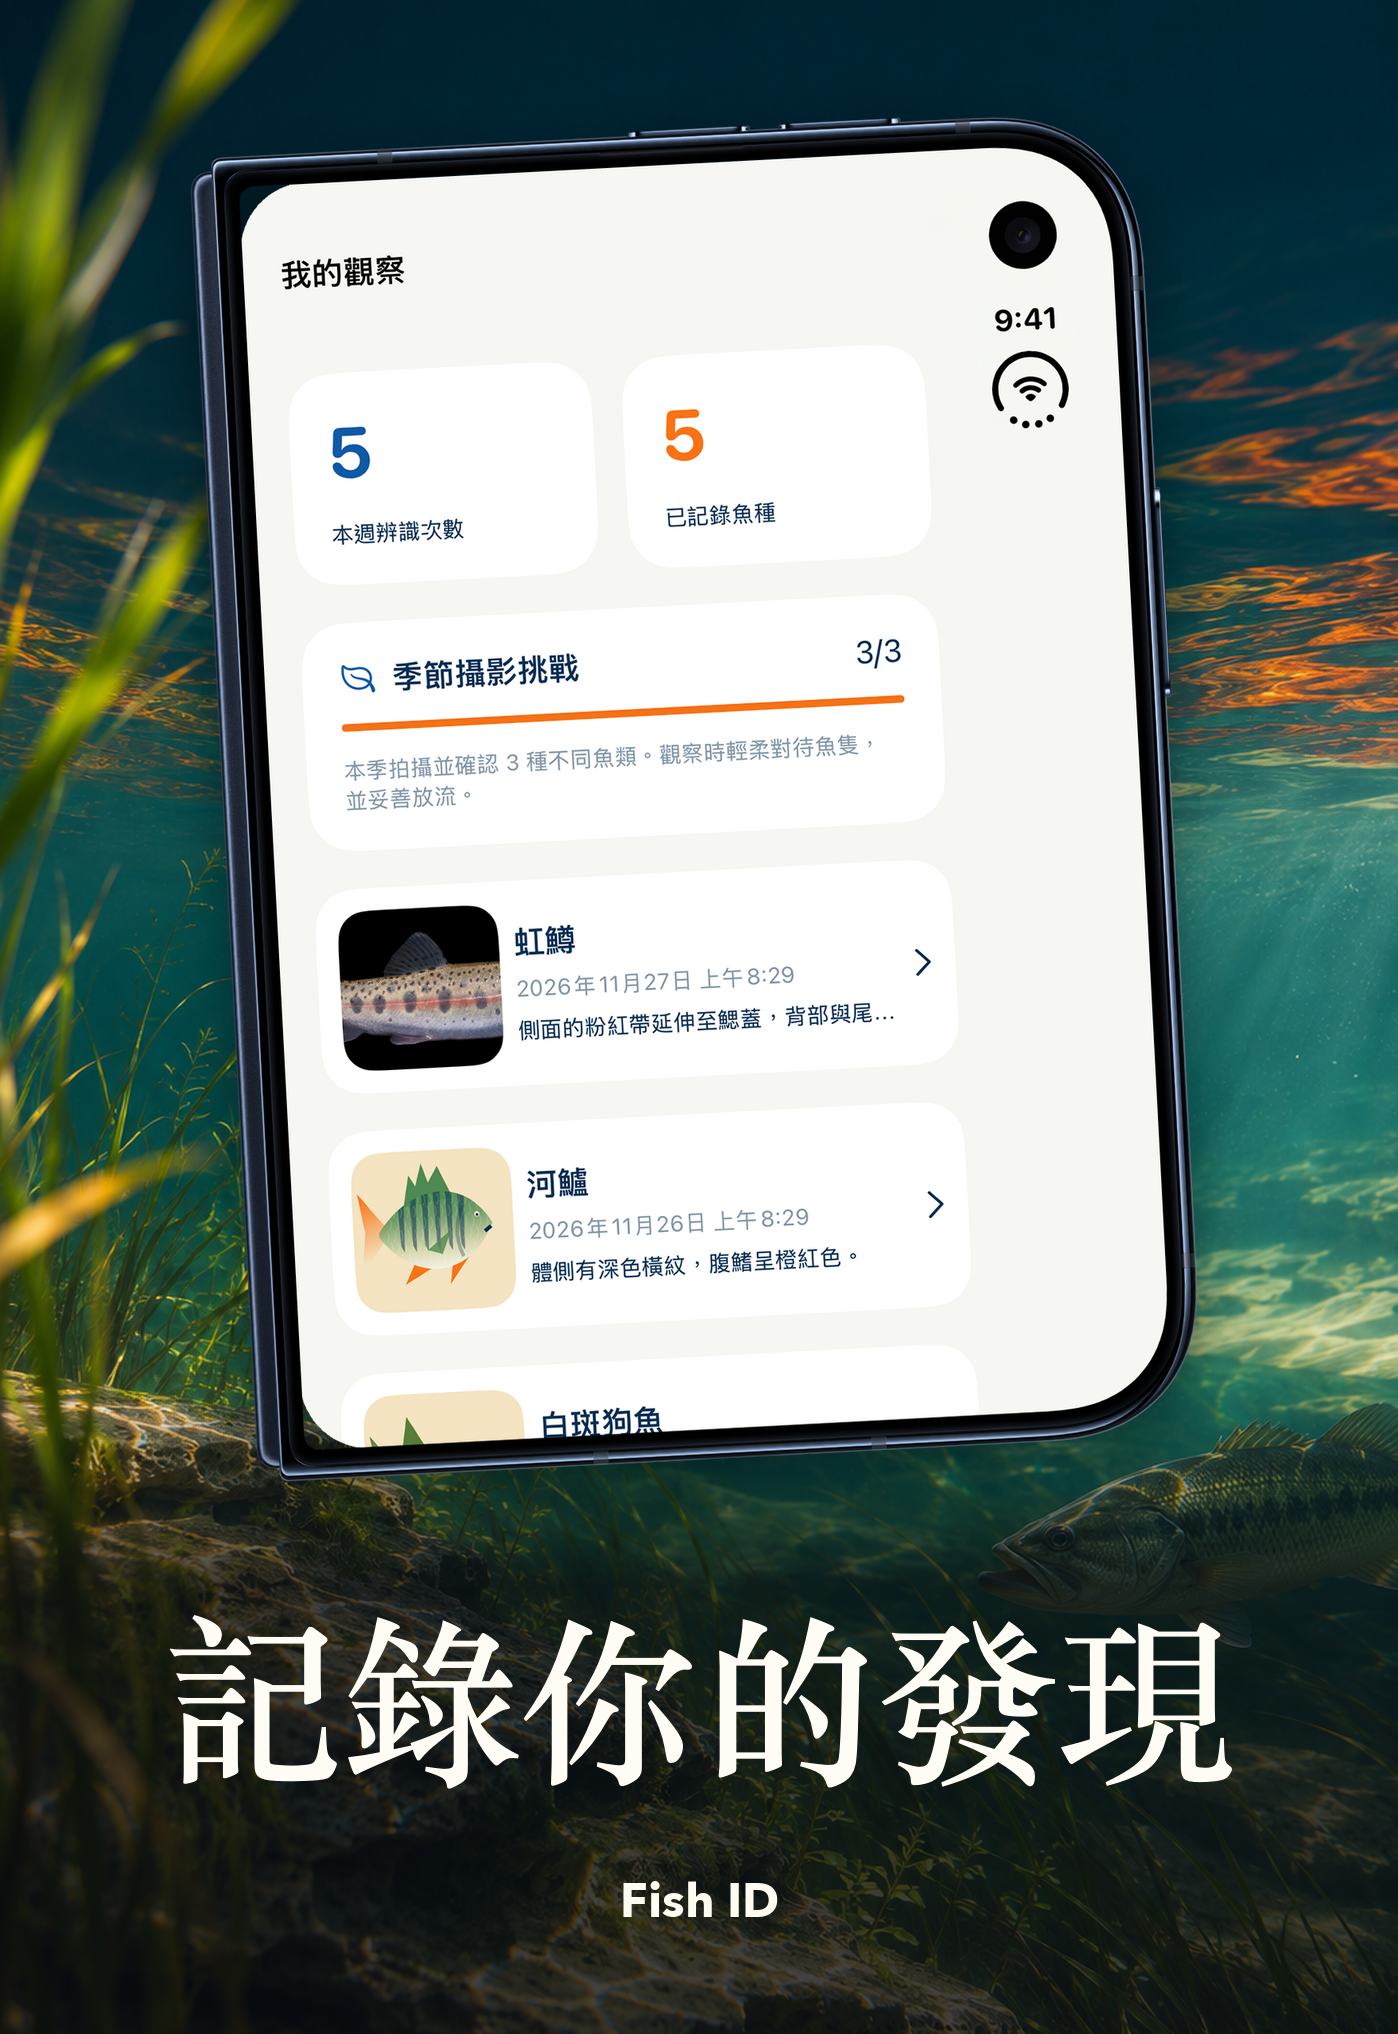 我的觀察
9:41
5
本週辨識次數
5
已記錄魚種
季節攝影挑戰
3/3
本季拍攝並確認 3 種不同魚類。觀察時輕柔對待魚隻，
並妥善放流。
虹鱒
2026年11月27日 上午8:29
側面的粉紅帶延伸至鰓蓋，背部與尾...
河鱸
2026年11月26日 上午8:29
體側有深色橫紋，腹鰭呈橙紅色。
白斑狗魚
記錄你的發現
Fish ID